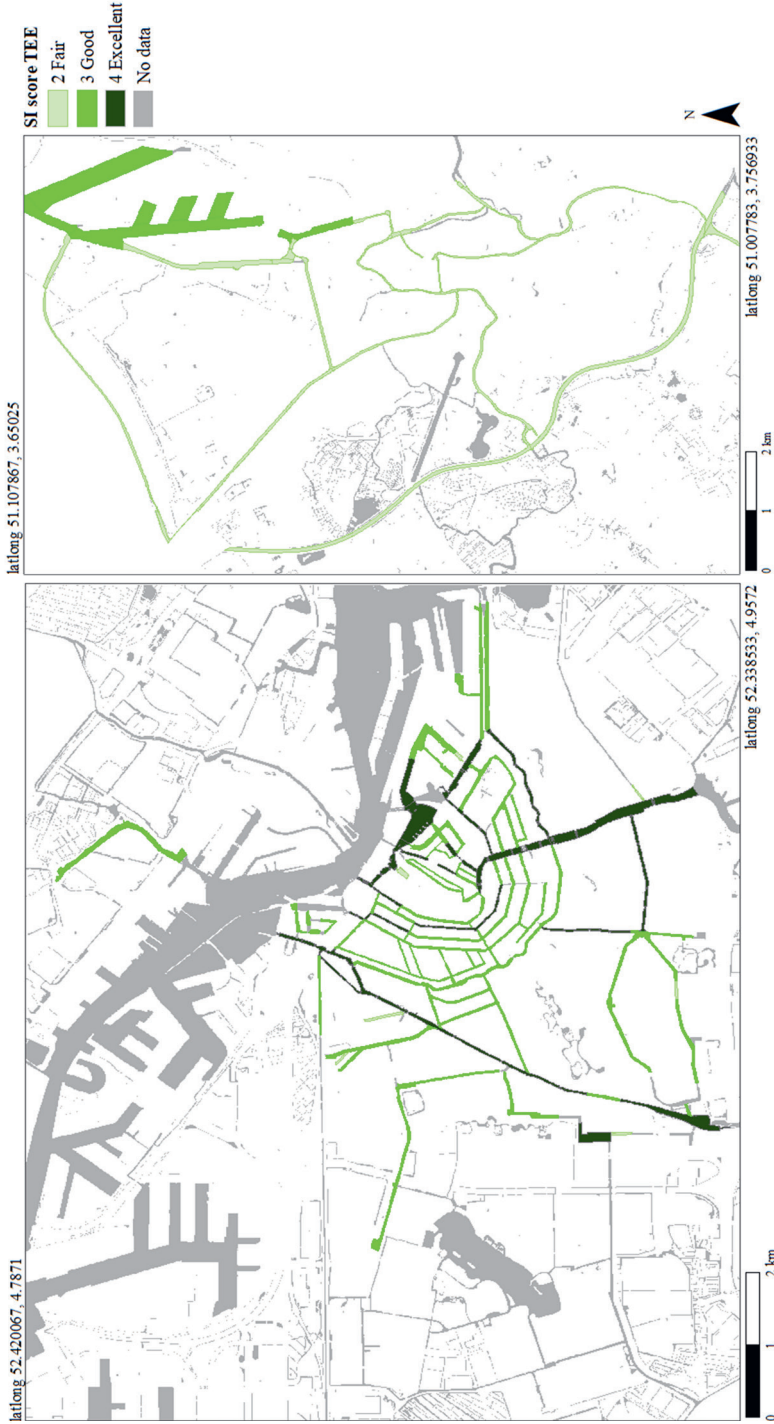 latlong 52.420067, 4.7871
latlong 51.107867, 3.65025
SI score TEE
2 Fair
3 Good
4 Excellent
No data
N
0
1
2 km
latlong 52.338533, 4.9572
0
1
2 km
latlong 51.007783, 3.756933